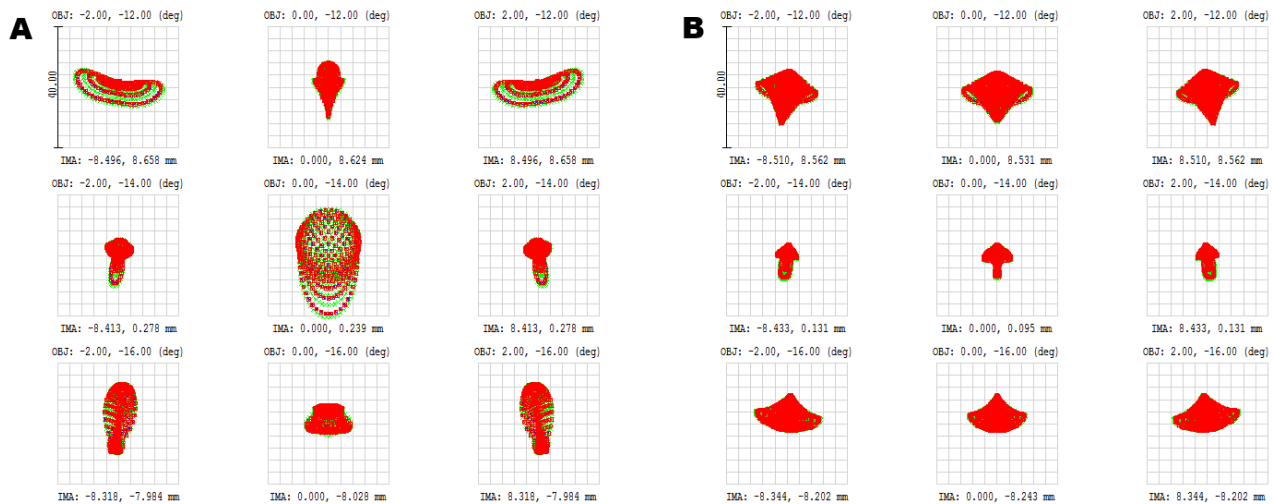 A
B
OBJ: -2.00, -12.00 (deg)
OBJ: 0.00, -12.00 (deg)
OBJ: 2.00, -12.00 (deg)
40.00
IMA: -8.496, 8.658 mm
IMA: 0.000, 8.624 mm
IMA: 8.496, 8.658 mm
OBJ: -2.00, -14.00 (deg)
OBJ: 0.00, -14.00 (deg)
OBJ: 2.00, -14.00 (deg)
IMA: -8.413, 0.278 mm
IMA: 0.000, 0.239 mm
IMA: 8.413, 0.278 mm
OBJ: -2.00, -16.00 (deg)
OBJ: 0.00, -16.00 (deg)
OBJ: 2.00, -16.00 (deg)
IMA: -8.318, -7.984 mm
IMA: 0.000, -8.028 mm
IMA: 8.318, -7.984 mm
OBJ: -2.00, -12.00 (deg)
OBJ: 0.00, -12.00 (deg)
OBJ: 2.00, -12.00 (deg)
40.00
IMA: -8.510, 8.562 mm
IMA: 0.000, 8.531 mm
IMA: 8.510, 8.562 mm
OBJ: -2.00, -14.00 (deg)
OBJ: 0.00, -14.00 (deg)
OBJ: 2.00, -14.00 (deg)
IMA: -8.433, 0.131 mm
IMA: 0.000, 0.095 mm
IMA: 8.433, 0.131 mm
OBJ: -2.00, -16.00 (deg)
OBJ: 0.00, -16.00 (deg)
OBJ: 2.00, -16.00 (deg)
IMA: -8.344, -8.202 mm
IMA: 0.000, -8.243 mm
IMA: 8.344, -8.202 mm